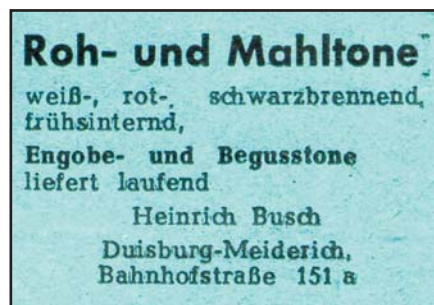 Roh- und Mahltone
weiß-, rot-, schwarzbrennend,
frühsinternd,
Engobe- und Begusstone
liefert laufend
Heinrich Busch
Duisburg-Meiderich,
Bahnhofstraße 151 a